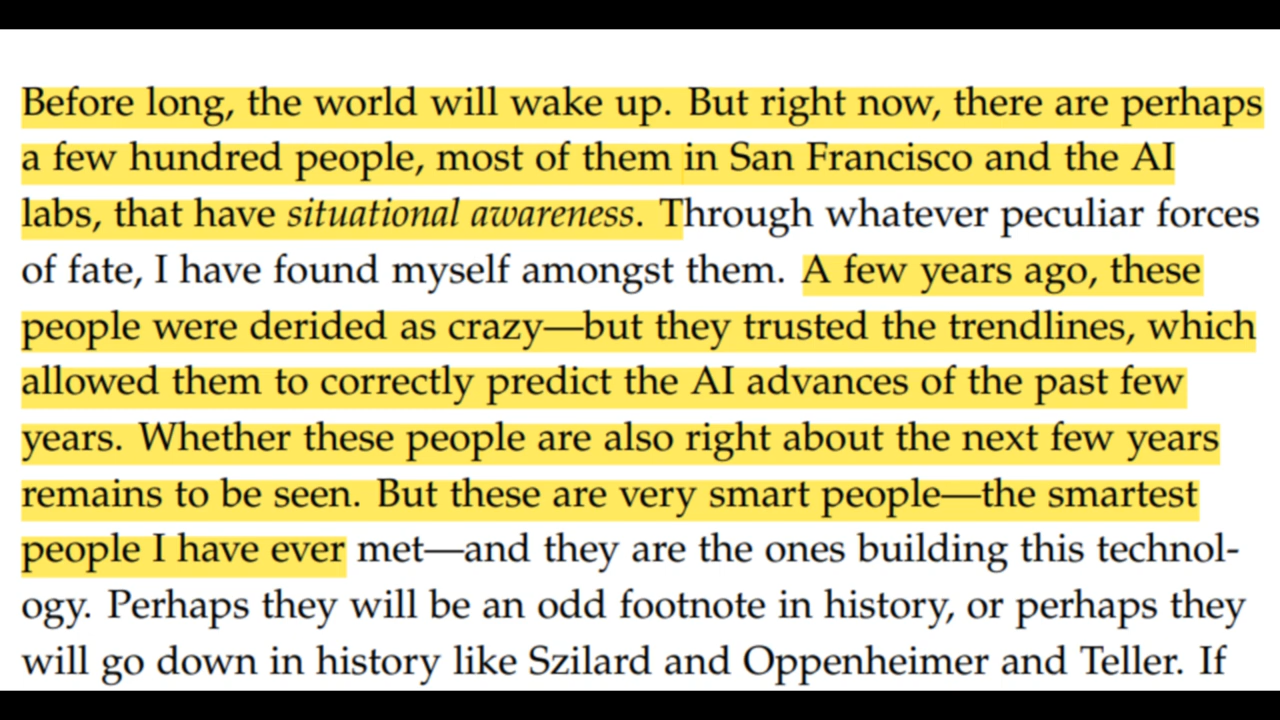 Before long, the world will wake up. But right now, there are perhaps
a few hundred people, most of them in San Francisco and the AI
labs, that have situational awareness. Through whatever peculiar forces
of fate, I have found myself amongst them. A few years ago, these
people were derided as crazy—but they trusted the trendlines, which
allowed them to correctly predict the AI advances of the past few
years. Whether these people are also right about the next few years
remains to be seen. But these are very smart people—the smartest
people I have ever met—and they are the ones building this technol-
ogy. Perhaps they will be an odd footnote in history, or perhaps they
will go down in history like Szilard and Oppenheimer and Teller. If